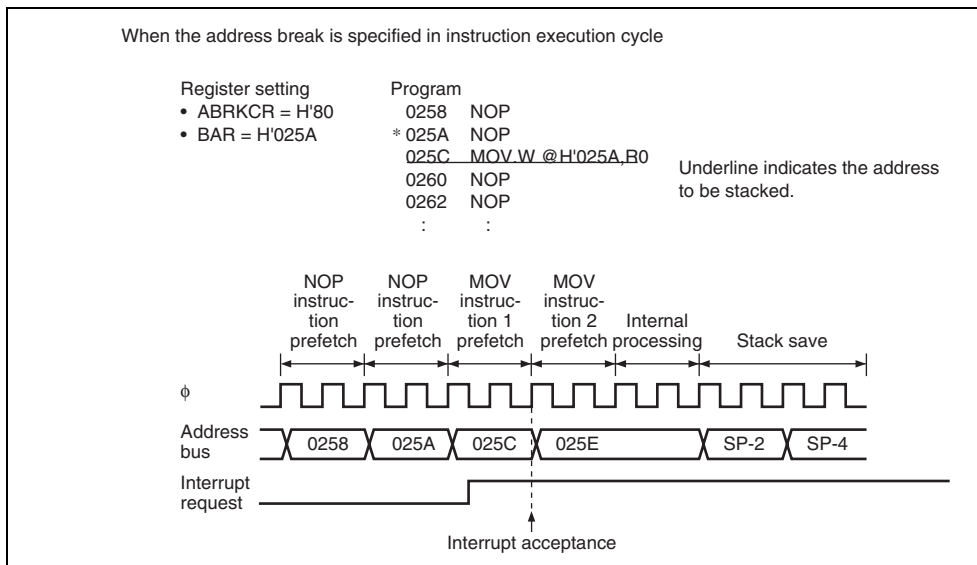 When the address break is specified in instruction execution cycle
Register setting
• ABRKCR = H'80
• BAR = H'025A
Program
0258 NOP
* 025A NOP
025C MOV.W @H'025A,R0
0260 NOP
0262 NOP
: :
Underline indicates the address
to be stacked.
NOP
instruc-
tion
prefetch
NOP
instruc-
tion
prefetch
MOV
instruc-
tion 1
prefetch
MOV
instruc-
tion 2
prefetch
Internal
processing
Stack save
ϕ
Address
bus
0258
025A
025C
025E
SP-2
SP-4
Interrupt
request
Interrupt acceptance